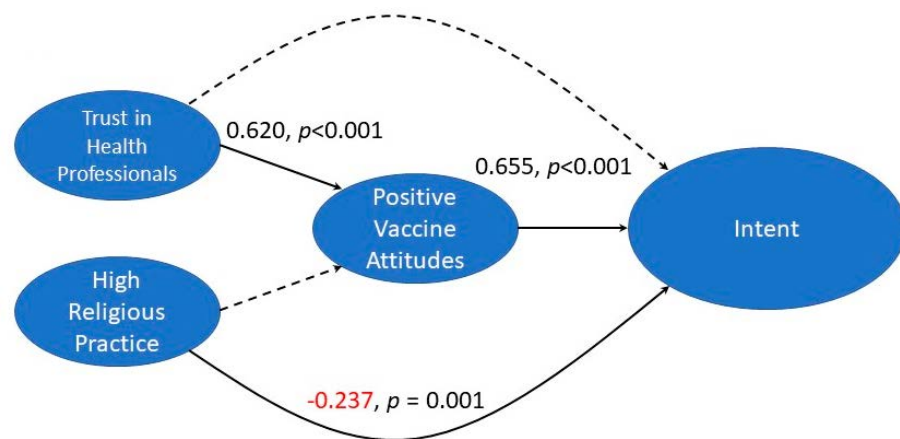 Trust in
Health
Professionals
0.620, p<0.001
0.655, p<0.001
Positive
Vaccine
Attitudes
Intent
High
Religious
Practice
-0.237, p = 0.001